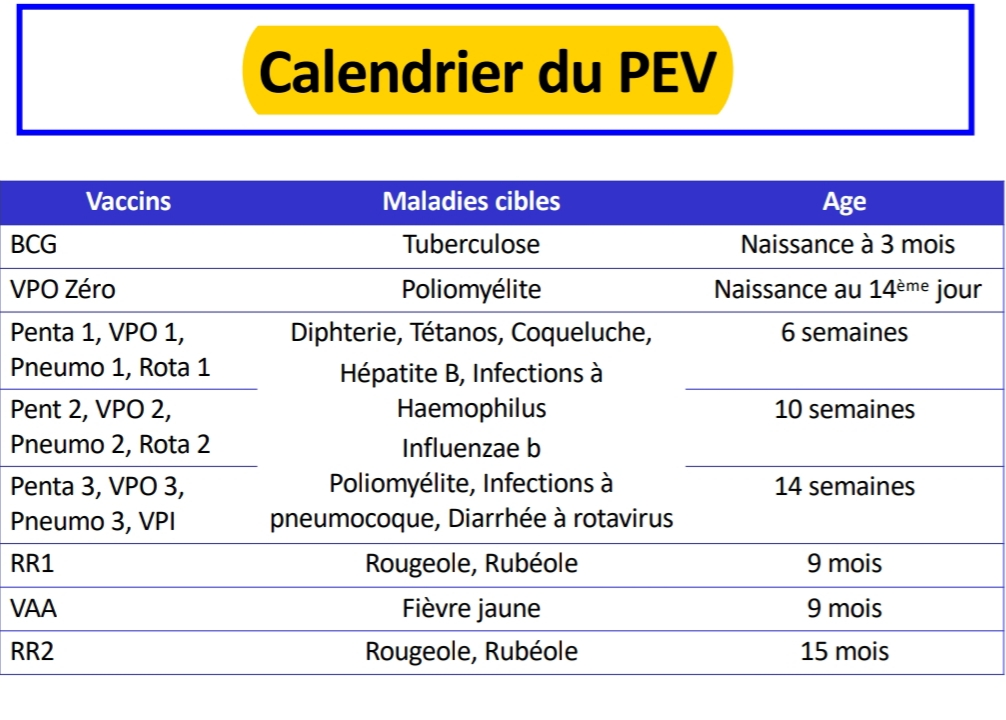 Calendrier du PEV
Vaccins Maladies cibles Age
BCG Tuberculose Naissance à 3 mois
VPO Zéro Poliomyélite Naissance au 14ème jour
Penta 1, VPO 1, Diphterie, Tétanos, Coqueluche, 6 semaines
Pneumo 1, Rota 1 Hépatite B, Infections à
Pent 2, VPO 2, Haemophilus 10 semaines
Pneumo 2, Rota 2 Influenzae b
Penta 3, VPO 3, Poliomyélite, Infections à 14 semaines
Pneumo 3, VPI pneumocoque, Diarrhée à rotavirus
RR1 Rougeole, Rubéole 9 mois
VAA Fièvre jaune 9 mois
RR2 Rougeole, Rubéole 15 mois